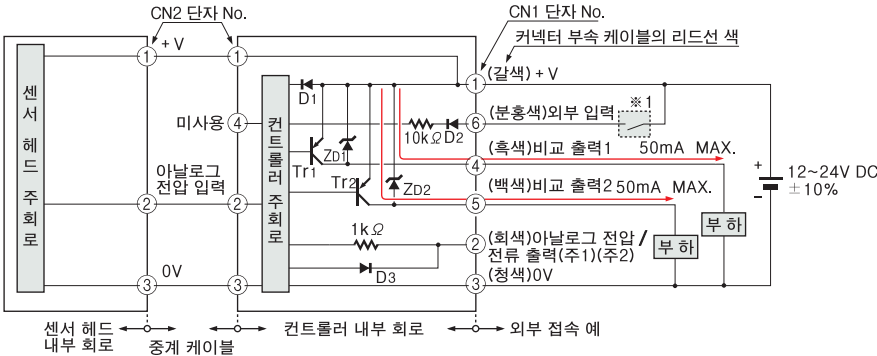 CN2 단자 No.
CN1 단자 No.
커넥터 부속 케이블의 리드선 색
+ V
1
1
1
(갈색) + V
센서 헤드 주회로
컨트롤러 주회로
D1
※1
미사용
4
10kΩ
D2
6
(분홍색)외부 입력
ZD1
Tr1
(흑색)비교 출력1
50mA MAX.
4
아날로그
전압 입력
2
2
Tr2
ZD2
(백색)비교 출력2
50mA MAX.
5
+
-
12~24V DC
±10%
1kΩ
2
(회색)아날로그 전압 /
전류 출력(주1)(주2)
부하
부하
D3
0V
3
3
3
(청색)0V
센서 헤드
내부 회로
중계 케이블
컨트롤러 내부 회로
외부 접속 예